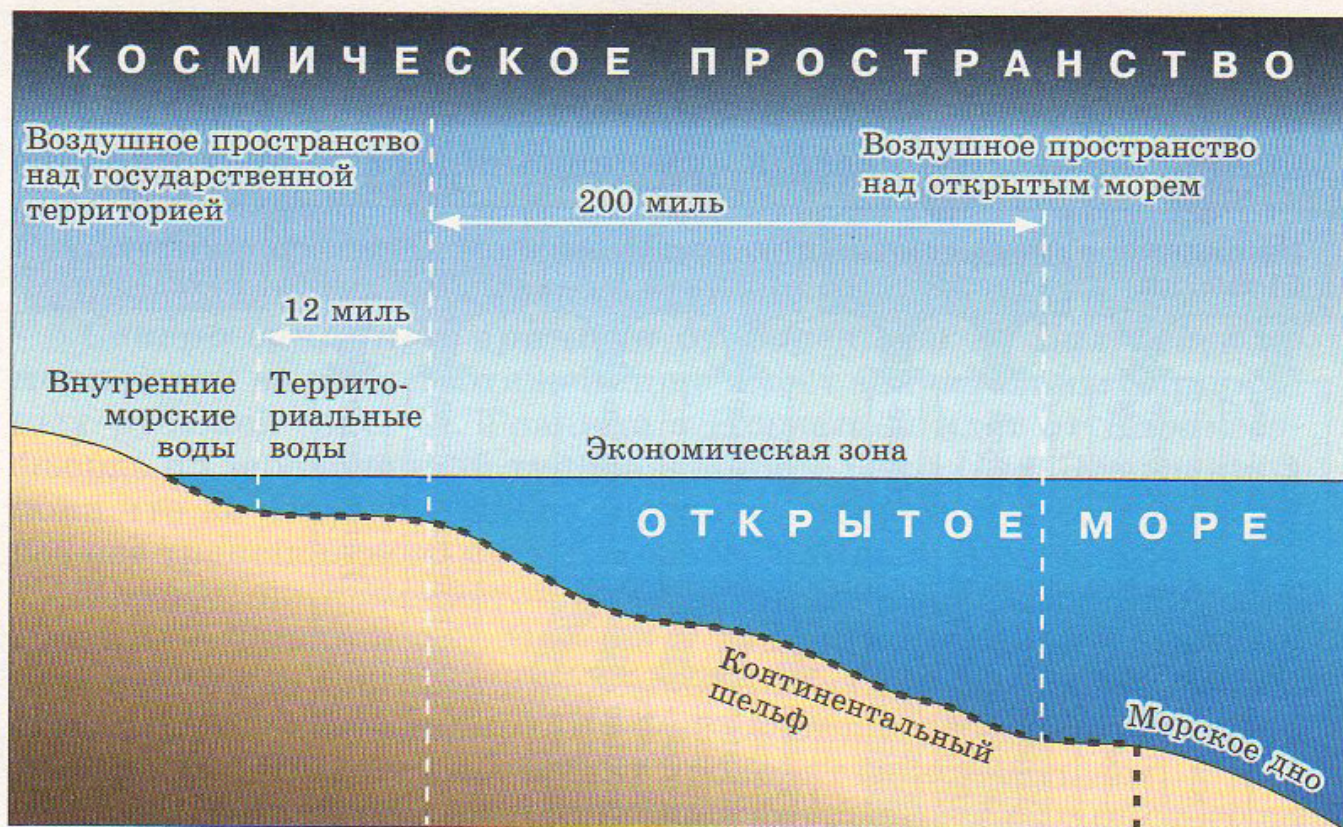 КОСМИЧЕСКОЕ ПРОСТРАНСТВО
Воздушное пространство
над государственной
территорией
Воздушное пространство
над открытым морем
200 миль
12 миль
Внутренние
морские
воды
Террито-
риальные
воды
Экономическая зона
ОТКРЫТОЕ МОРЕ
Континентальный
шельф
Морское дно